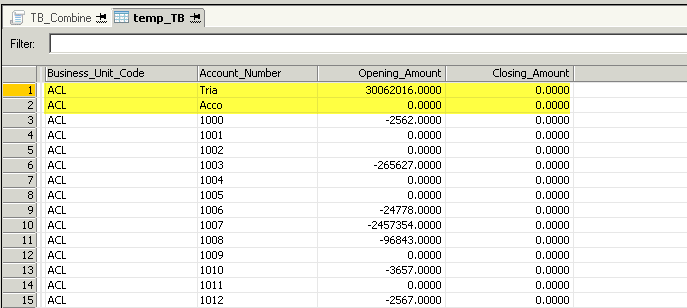 TB_Combine temp_TB
Filter:
Business_Unit_Code Account_Number Opening_Amount Closing_Amount
1 ACL Tria 30062016.0000 0.0000
2 ACL Acco 0.0000 0.0000
3 ACL 1000 -2562.0000 0.0000
4 ACL 1001 0.0000 0.0000
5 ACL 1002 0.0000 0.0000
6 ACL 1003 -265627.0000 0.0000
7 ACL 1004 0.0000 0.0000
8 ACL 1005 0.0000 0.0000
9 ACL 1006 -24778.0000 0.0000
10 ACL 1007 -2457354.0000 0.0000
11 ACL 1008 -96843.0000 0.0000
12 ACL 1009 0.0000 0.0000
13 ACL 1010 -3657.0000 0.0000
14 ACL 1011 0.0000 0.0000
15 ACL 1012 -2567.0000 0.0000